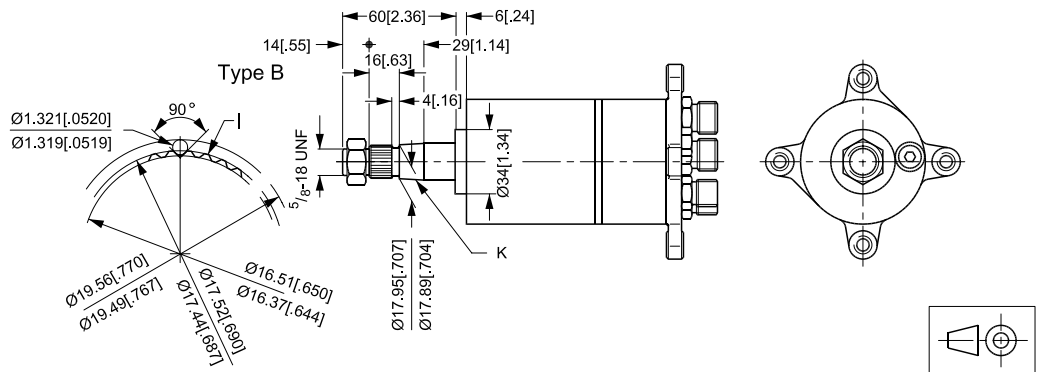 60[2.36]
6[.24]
14[.55]
29[1.14]
16[.63]
Type B
4[.16]
90°
I
Ø1.321[.0520]
Ø1.319[.0519]
5/8-18 UNF
Ø34[1.34]
K
Ø19.56[.770]
Ø19.49[.767]
Ø16.51[.650]
Ø16.37[.644]
Ø17.52[.690]
Ø17.44[.687]
Ø17.95[.707]
Ø17.89[.704]